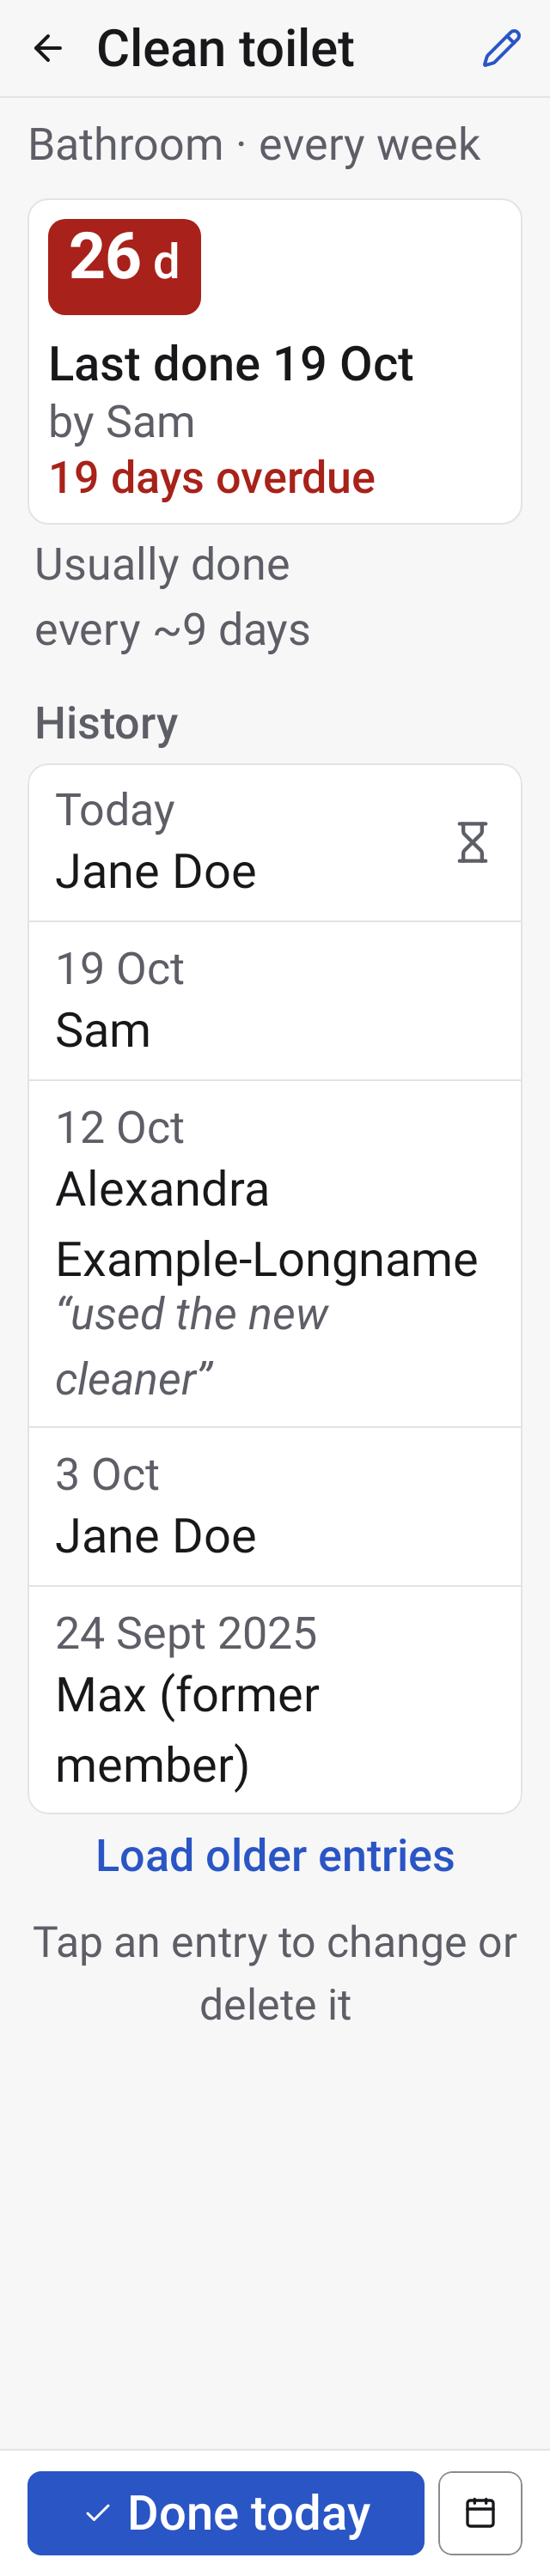 Clean toilet
Bathroom · every week
26 d
Last done 19 Oct
by Sam
19 days overdue
Usually done
every ~9 days
History
Today
Jane Doe
19 Oct
Sam
12 Oct
Alexandra
Example-Longname
“used the new
cleaner”
3 Oct
Jane Doe
24 Sept 2025
Max (former
member)
Load older entries
Tap an entry to change or
delete it
Done today